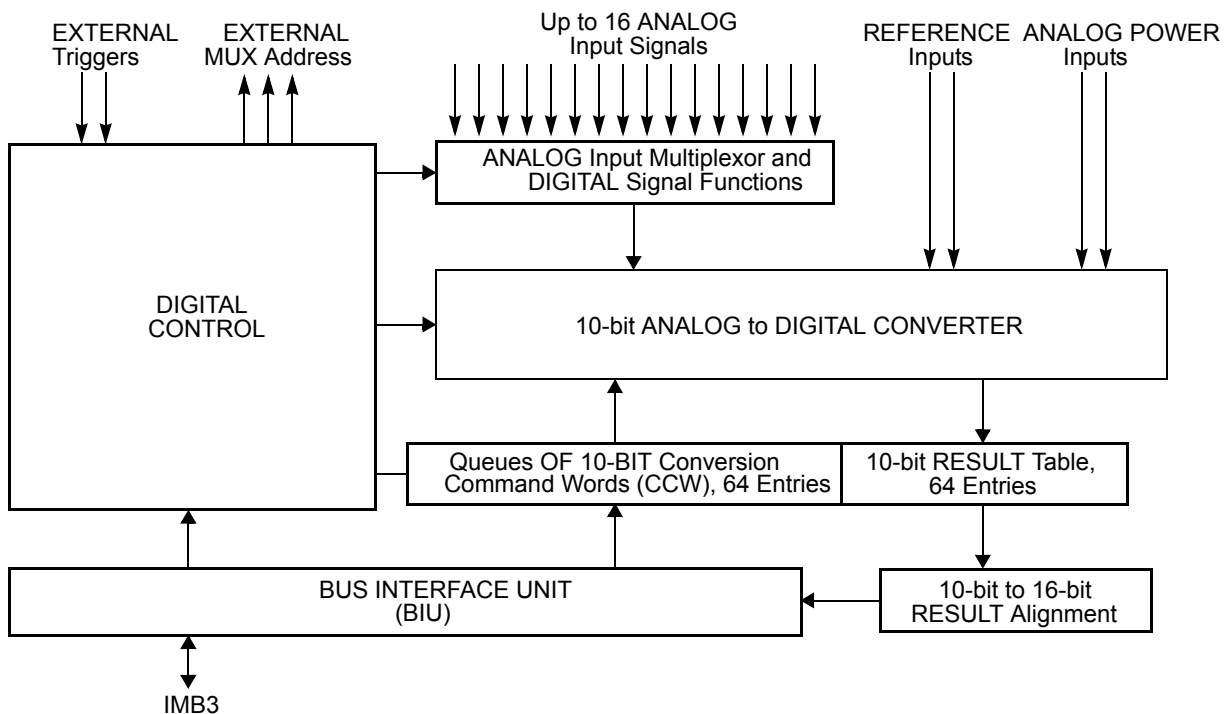 EXTERNAL
Triggers
EXTERNAL
MUX Address
Up to 16 ANALOG
Input Signals
REFERENCE
Inputs
ANALOG POWER
Inputs
ANALOG Input Multiplexor and
DIGITAL Signal Functions
DIGITAL
CONTROL
10-bit ANALOG to DIGITAL CONVERTER
Queues OF 10-BIT Conversion
Command Words (CCW), 64 Entries
10-bit RESULT Table,
64 Entries
BUS INTERFACE UNIT
(BIU)
10-bit to 16-bit
RESULT Alignment
IMB3